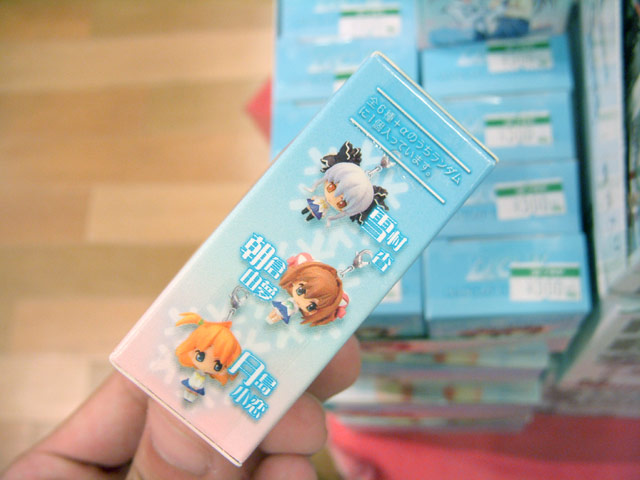 全6種+αのうちランダム
に1個入っています。
雪村
杏
朝倉
由夢
月島
小恋